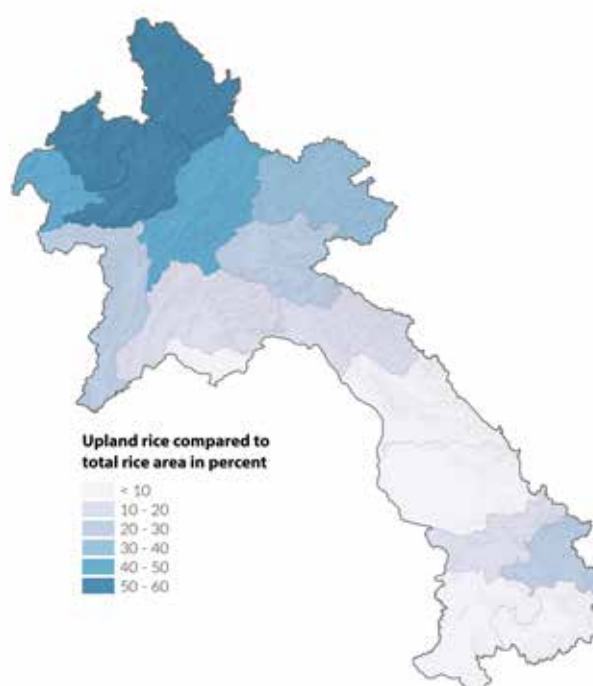 Upland rice compared to
total rice area in percent
< 10
10 - 20
20 - 30
30 - 40
40 - 50
50 - 60